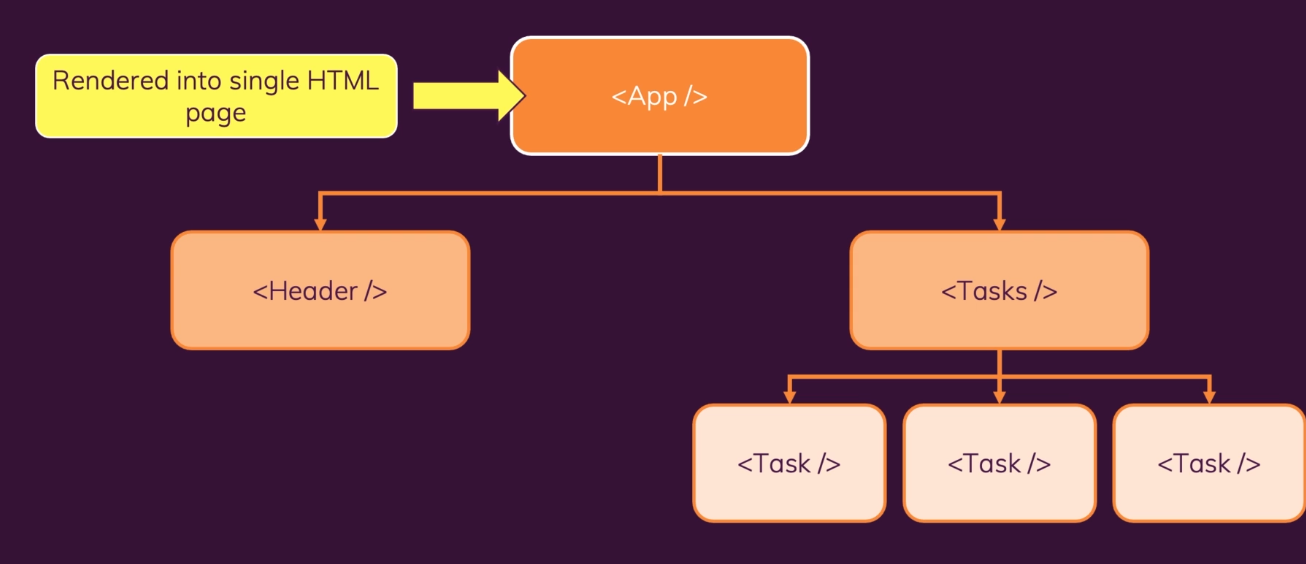 Rendered into single HTML
page
<App />
<Header />
<Tasks />
<Task />
<Task />
<Task />